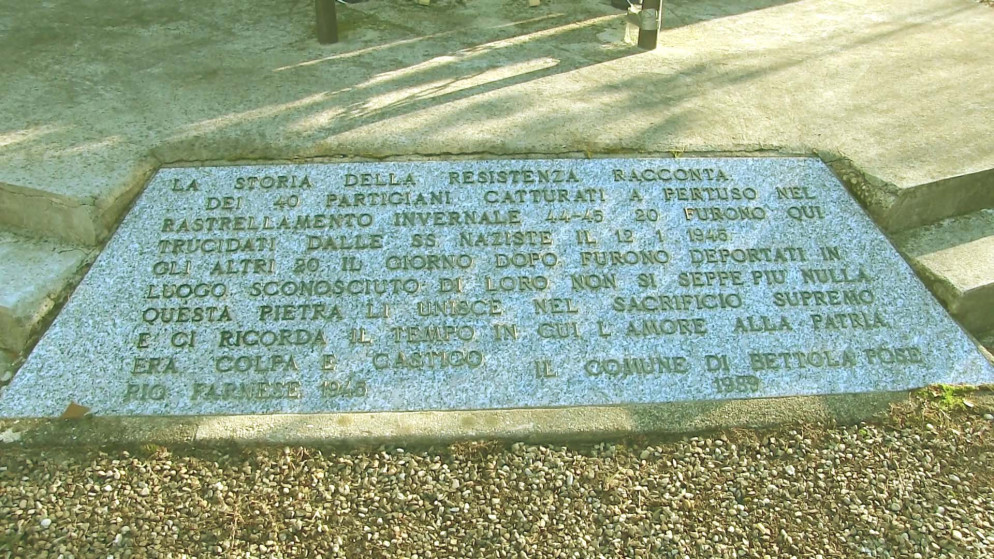 LA STORIA DELLA RESISTENZA RACCONTA.
DEI 40 PARTIGIANI CATTURATI A PERTUSO NEL
RASTRELLAMENTO INVERNALE 44-45 20 FURONO QUI
TRUCIDATI DALLE SS NAZISTE IL 12 1 1945.
GLI ALTRI 20 IL GIORNO DOPO FURONO DEPORTATI IN
LUOGO SCONOSCIUTO: DI LORO NON SI SEPPE PIU NULLA.
QUESTA PIETRA LI UNISCE NEL SACRIFICIO SUPREMO
E CI RICORDA IL TEMPO, IN CUI L'AMORE ALLA PATRIA
ERA COLPA E CASTIGO IL COMUNE DI BETTOLA POSE
RIO FARNESE 1945 1989